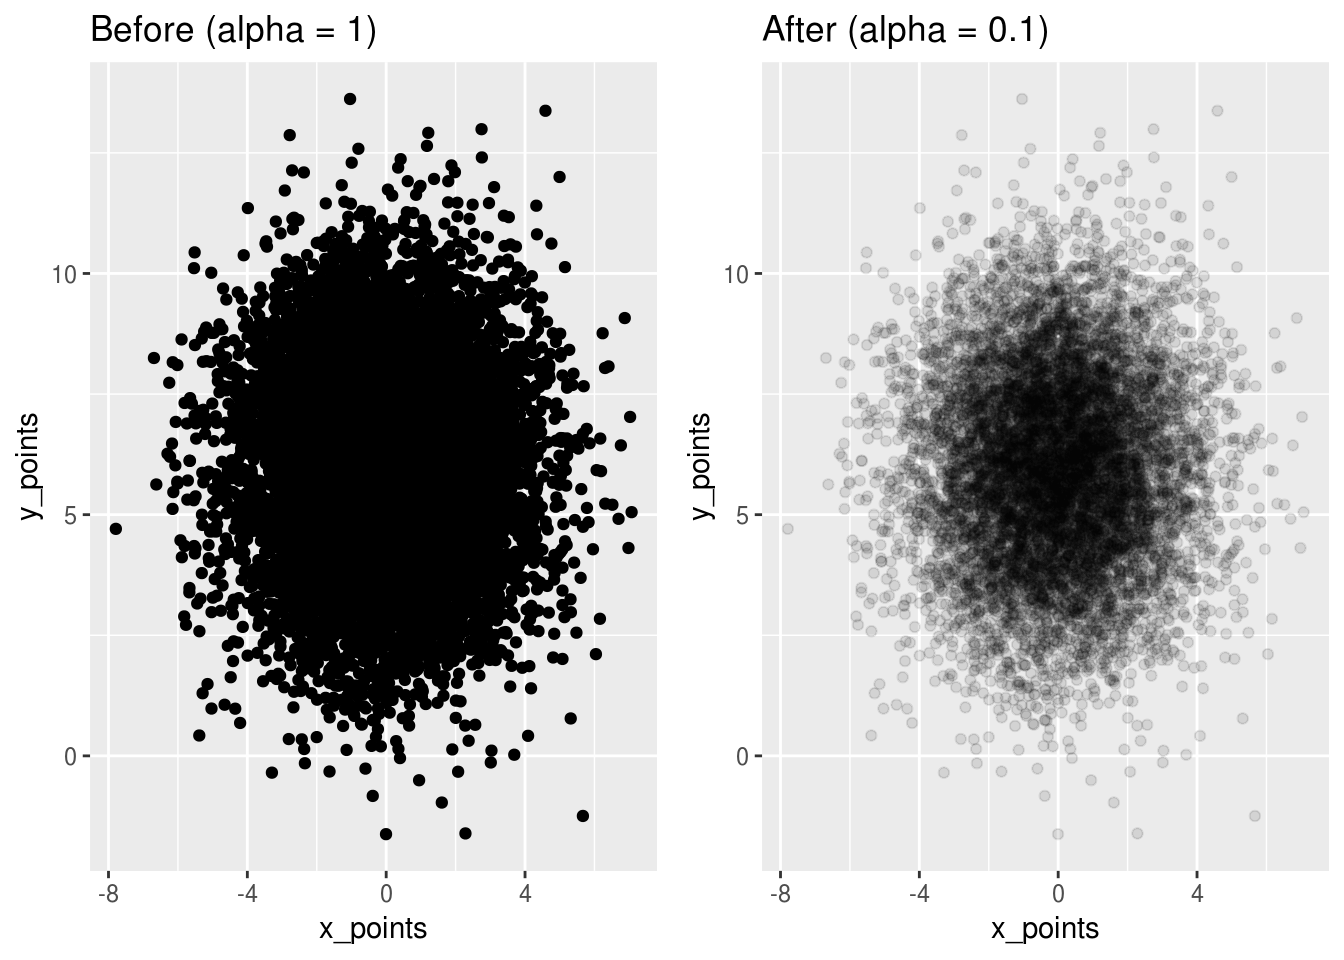 Before (alpha = 1)
y_points
10
5
0
-8 -4 0 4
x_points
After (alpha = 0.1)
y_points
10
5
0
-8 -4 0 4
x_points